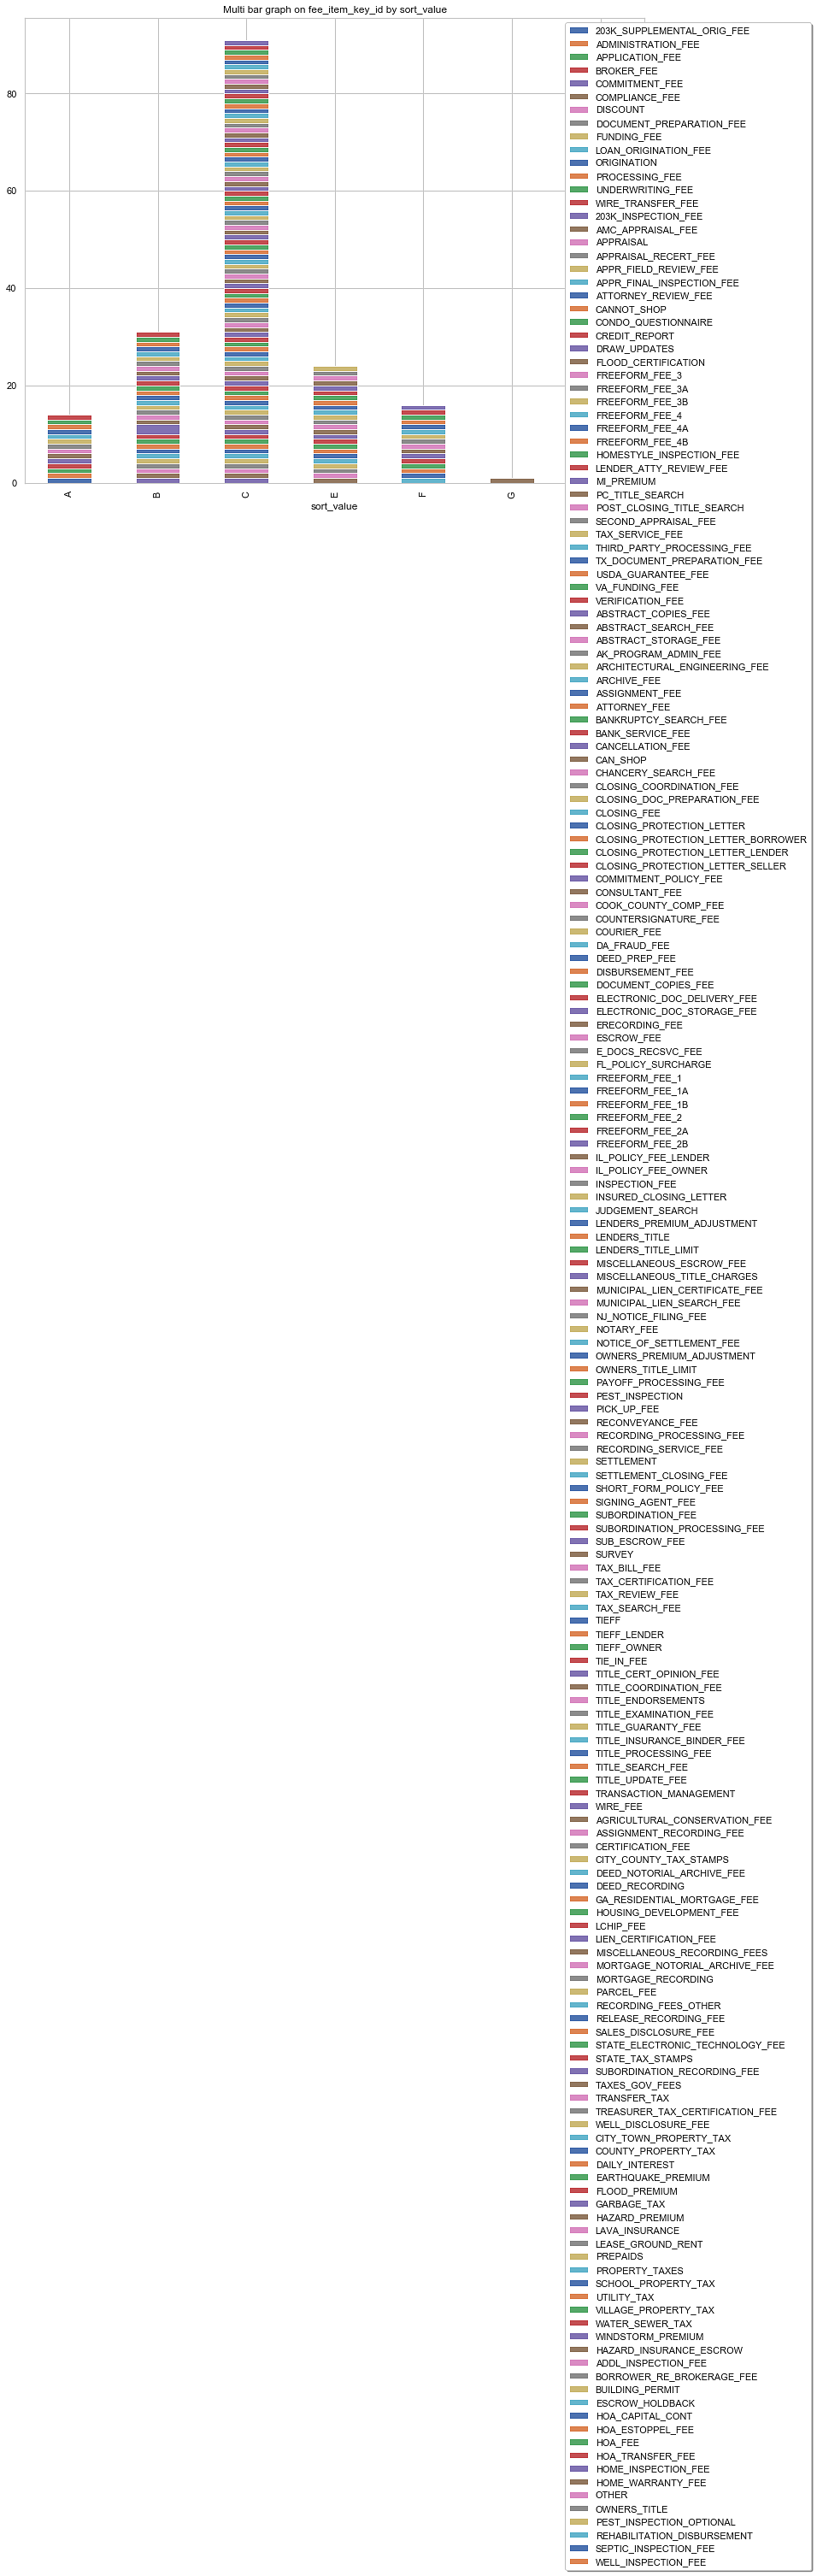 Multi bar graph on fee_item_key_id by sort_value
80
60
40
20
0
A
B
C
E
F
G
sort_value
203K_SUPPLEMENTAL_ORIG_FEE
ADMINISTRATION_FEE
APPLICATION_FEE
BROKER_FEE
COMMITMENT_FEE
COMPLIANCE_FEE
DISCOUNT
DOCUMENT_PREPARATION_FEE
FUNDING_FEE
LOAN_ORIGINATION_FEE
ORIGINATION
PROCESSING_FEE
UNDERWRITING_FEE
WIRE_TRANSFER_FEE
203K_INSPECTION_FEE
AMC_APPRAISAL_FEE
APPRAISAL
APPRAISAL_RECERT_FEE
APPR_FIELD_REVIEW_FEE
APPR_FINAL_INSPECTION_FEE
ATTORNEY_REVIEW_FEE
CANNOT_SHOP
CONDO_QUESTIONNAIRE
CREDIT_REPORT
DRAW_UPDATES
FLOOD_CERTIFICATION
FREEFORM_FEE_3
FREEFORM_FEE_3A
FREEFORM_FEE_3B
FREEFORM_FEE_4
FREEFORM_FEE_4A
FREEFORM_FEE_4B
HOMESTYLE_INSPECTION_FEE
LENDER_ATTY_REVIEW_FEE
MI_PREMIUM
PC_TITLE_SEARCH
POST_CLOSING_TITLE_SEARCH
SECOND_APPRAISAL_FEE
TAX_SERVICE_FEE
THIRD_PARTY_PROCESSING_FEE
TX_DOCUMENT_PREPARATION_FEE
USDA_GUARANTEE_FEE
VA_FUNDING_FEE
VERIFICATION_FEE
ABSTRACT_COPIES_FEE
ABSTRACT_SEARCH_FEE
ABSTRACT_STORAGE_FEE
AK_PROGRAM_ADMIN_FEE
ARCHITECTURAL_ENGINEERING_FEE
ARCHIVE_FEE
ASSIGNMENT_FEE
ATTORNEY_FEE
BANKRUPTCY_SEARCH_FEE
BANK_SERVICE_FEE
CANCELLATION_FEE
CAN_SHOP
CHANCERY_SEARCH_FEE
CLOSING_COORDINATION_FEE
CLOSING_DOC_PREPARATION_FEE
CLOSING_FEE
CLOSING_PROTECTION_LETTER
CLOSING_PROTECTION_LETTER_BORROWER
CLOSING_PROTECTION_LETTER_LENDER
CLOSING_PROTECTION_LETTER_SELLER
COMMITMENT_POLICY_FEE
CONSULTANT_FEE
COOK_COUNTY_COMP_FEE
COUNTERSIGNATURE_FEE
COURIER_FEE
DA_FRAUD_FEE
DEED_PREP_FEE
DISBURSEMENT_FEE
DOCUMENT_COPIES_FEE
ELECTRONIC_DOC_DELIVERY_FEE
ELECTRONIC_DOC_STORAGE_FEE
ERECORDING_FEE
ESCROW_FEE
E_DOCS_RECSVC_FEE
FL_POLICY_SURCHARGE
FREEFORM_FEE_1
FREEFORM_FEE_1A
FREEFORM_FEE_1B
FREEFORM_FEE_2
FREEFORM_FEE_2A
FREEFORM_FEE_2B
IL_POLICY_FEE_LENDER
IL_POLICY_FEE_OWNER
INSPECTION_FEE
INSURED_CLOSING_LETTER
JUDGEMENT_SEARCH
LENDERS_PREMIUM_ADJUSTMENT
LENDERS_TITLE
LENDERS_TITLE_LIMIT
MISCELLANEOUS_ESCROW_FEE
MISCELLANEOUS_TITLE_CHARGES
MUNICIPAL_LIEN_CERTIFICATE_FEE
MUNICIPAL_LIEN_SEARCH_FEE
NJ_NOTICE_FILING_FEE
NOTARY_FEE
NOTICE_OF_SETTLEMENT_FEE
OWNERS_PREMIUM_ADJUSTMENT
OWNERS_TITLE_LIMIT
PAYOFF_PROCESSING_FEE
PEST_INSPECTION
PICK_UP_FEE
RECONVEYANCE_FEE
RECORDING_PROCESSING_FEE
RECORDING_SERVICE_FEE
SETTLEMENT
SETTLEMENT_CLOSING_FEE
SHORT_FORM_POLICY_FEE
SIGNING_AGENT_FEE
SUBORDINATION_FEE
SUBORDINATION_PROCESSING_FEE
SUB_ESCROW_FEE
SURVEY
TAX_BILL_FEE
TAX_CERTIFICATION_FEE
TAX_REVIEW_FEE
TAX_SEARCH_FEE
TIEFF
TIEFF_LENDER
TIEFF_OWNER
TIE_IN_FEE
TITLE_CERT_OPINION_FEE
TITLE_COORDINATION_FEE
TITLE_ENDORSEMENTS
TITLE_EXAMINATION_FEE
TITLE_GUARANTY_FEE
TITLE_INSURANCE_BINDER_FEE
TITLE_PROCESSING_FEE
TITLE_SEARCH_FEE
TITLE_UPDATE_FEE
TRANSACTION_MANAGEMENT
WIRE_FEE
AGRICULTURAL_CONSERVATION_FEE
ASSIGNMENT_RECORDING_FEE
CERTIFICATION_FEE
CITY_COUNTY_TAX_STAMPS
DEED_NOTORIAL_ARCHIVE_FEE
DEED_RECORDING
GA_RESIDENTIAL_MORTGAGE_FEE
HOUSING_DEVELOPMENT_FEE
LCHIP_FEE
LIEN_CERTIFICATION_FEE
MISCELLANEOUS_RECORDING_FEES
MORTGAGE_NOTORIAL_ARCHIVE_FEE
MORTGAGE_RECORDING
PARCEL_FEE
RECORDING_FEES_OTHER
RELEASE_RECORDING_FEE
SALES_DISCLOSURE_FEE
STATE_ELECTRONIC_TECHNOLOGY_FEE
STATE_TAX_STAMPS
SUBORDINATION_RECORDING_FEE
TAXES_GOV_FEES
TRANSFER_TAX
TREASURER_TAX_CERTIFICATION_FEE
WELL_DISCLOSURE_FEE
CITY_TOWN_PROPERTY_TAX
COUNTY_PROPERTY_TAX
DAILY_INTEREST
EARTHQUAKE_PREMIUM
FLOOD_PREMIUM
GARBAGE_TAX
HAZARD_PREMIUM
LAVA_INSURANCE
LEASE_GROUND_RENT
PREPAIDS
PROPERTY_TAXES
SCHOOL_PROPERTY_TAX
UTILITY_TAX
VILLAGE_PROPERTY_TAX
WATER_SEWER_TAX
WINDSTORM_PREMIUM
HAZARD_INSURANCE_ESCROW
ADDL_INSPECTION_FEE
BORROWER_RE_BROKERAGE_FEE
BUILDING_PERMIT
ESCROW_HOLDBACK
HOA_CAPITAL_CONT
HOA_ESTOPPEL_FEE
HOA_FEE
HOA_TRANSFER_FEE
HOME_INSPECTION_FEE
HOME_WARRANTY_FEE
OTHER
OWNERS_TITLE
PEST_INSPECTION_OPTIONAL
REHABILITATION_DISBURSEMENT
SEPTIC_INSPECTION_FEE
WELL_INSPECTION_FEE